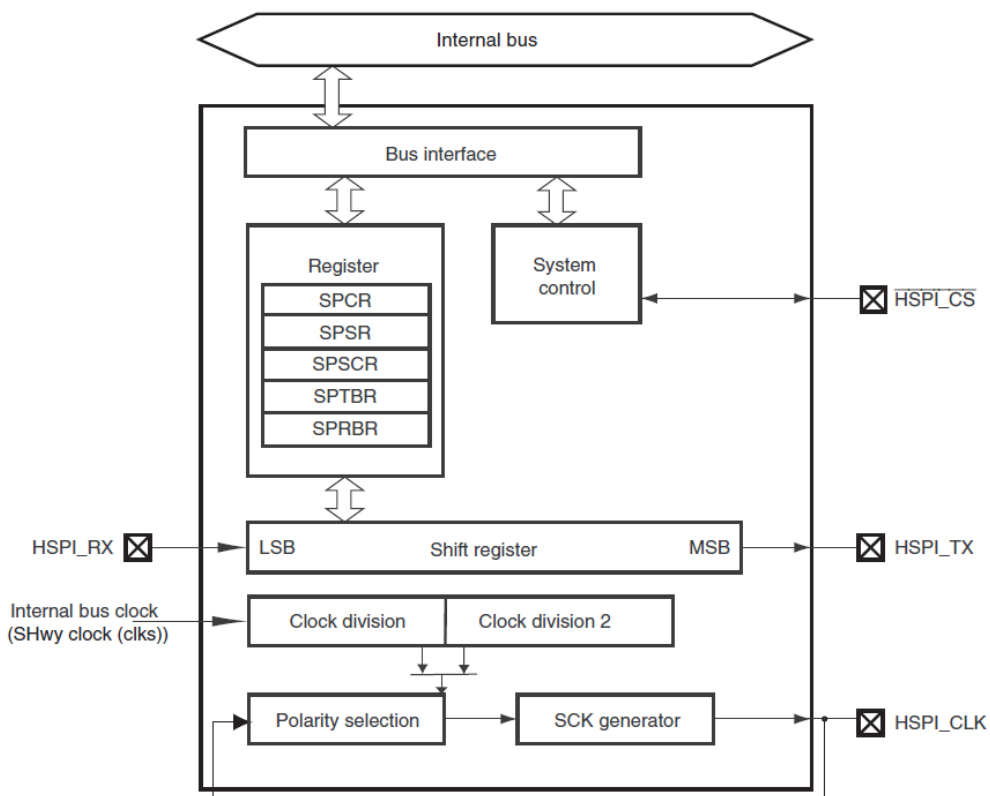 Internal bus
Bus interface
Register
SPCR
SPSR
SPSCR
SPTBR
SPRBR
System
control
HSPI_CS
HSPI_RX
LSB
Shift register
MSB
HSPI_TX
Internal bus clock
(SHwy clock (clks))
Clock division
Clock division 2
Polarity selection
SCK generator
HSPI_CLK